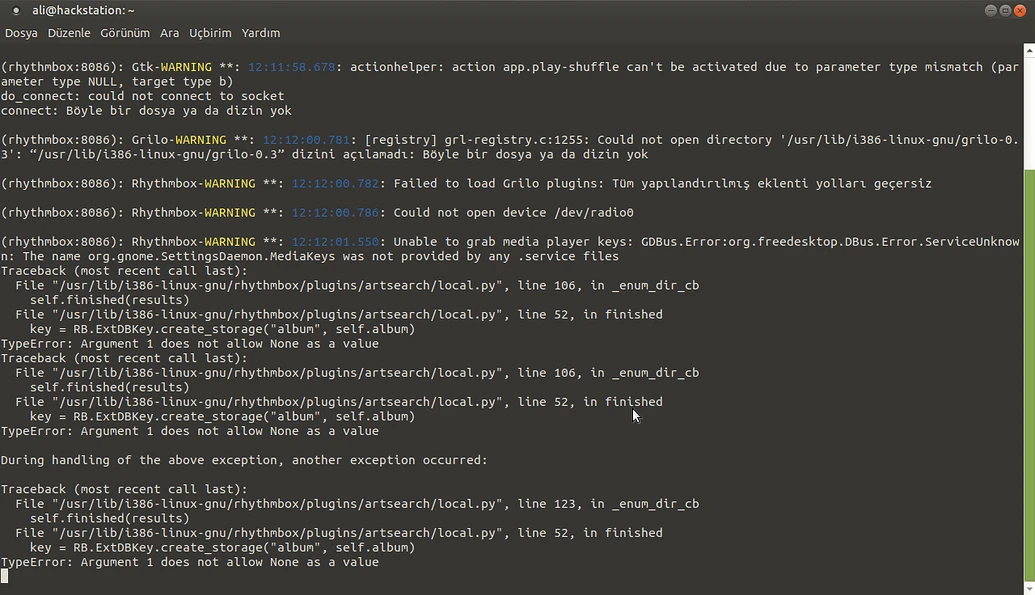 ali@hackstation: ~
Dosya Düzenle Görünüm Ara Uçbirim Yardım
(rhythmbox:8086): Gtk-WARNING **: 12:11:58.678: actionhelper: action app.play-shuffle can't be activated due to parameter type mismatch (par
ameter type NULL, target type b)
do_connect: could not connect to socket
connect: Böyle bir dosya ya da dizin yok
(rhythmbox:8086): Grilo-WARNING **: 12:12:00.781: [registry] grl-registry.c:1255: Could not open directory '/usr/lib/i386-linux-gnu/grilo-0.
3': “/usr/lib/i386-linux-gnu/grilo-0.3” dizini açılamadı: Böyle bir dosya ya da dizin yok
(rhythmbox:8086): Rhythmbox-WARNING **: 12:12:00.782: Failed to load Grilo plugins: Tüm yapılandırılmış eklenti yolları geçersiz
(rhythmbox:8086): Rhythmbox-WARNING **: 12:12:00.786: Could not open device /dev/radio0
(rhythmbox:8086): Rhythmbox-WARNING **: 12:12:01.550: Unable to grab media player keys: GDBus.Error:org.freedesktop.DBus.Error.ServiceUnknow
n: The name org.gnome.SettingsDaemon.MediaKeys was not provided by any .service files
Traceback (most recent call last):
  File "/usr/lib/i386-linux-gnu/rhythmbox/plugins/artsearch/local.py", line 106, in _enum_dir_cb
    self.finished(results)
  File "/usr/lib/i386-linux-gnu/rhythmbox/plugins/artsearch/local.py", line 52, in finished
    key = RB.ExtDBKey.create_storage("album", self.album)
TypeError: Argument 1 does not allow None as a value
Traceback (most recent call last):
  File "/usr/lib/i386-linux-gnu/rhythmbox/plugins/artsearch/local.py", line 106, in _enum_dir_cb
    self.finished(results)
  File "/usr/lib/i386-linux-gnu/rhythmbox/plugins/artsearch/local.py", line 52, in finished
    key = RB.ExtDBKey.create_storage("album", self.album)
TypeError: Argument 1 does not allow None as a value
During handling of the above exception, another exception occurred:
Traceback (most recent call last):
  File "/usr/lib/i386-linux-gnu/rhythmbox/plugins/artsearch/local.py", line 123, in _enum_dir_cb
    self.finished(results)
  File "/usr/lib/i386-linux-gnu/rhythmbox/plugins/artsearch/local.py", line 52, in finished
    key = RB.ExtDBKey.create_storage("album", self.album)
TypeError: Argument 1 does not allow None as a value